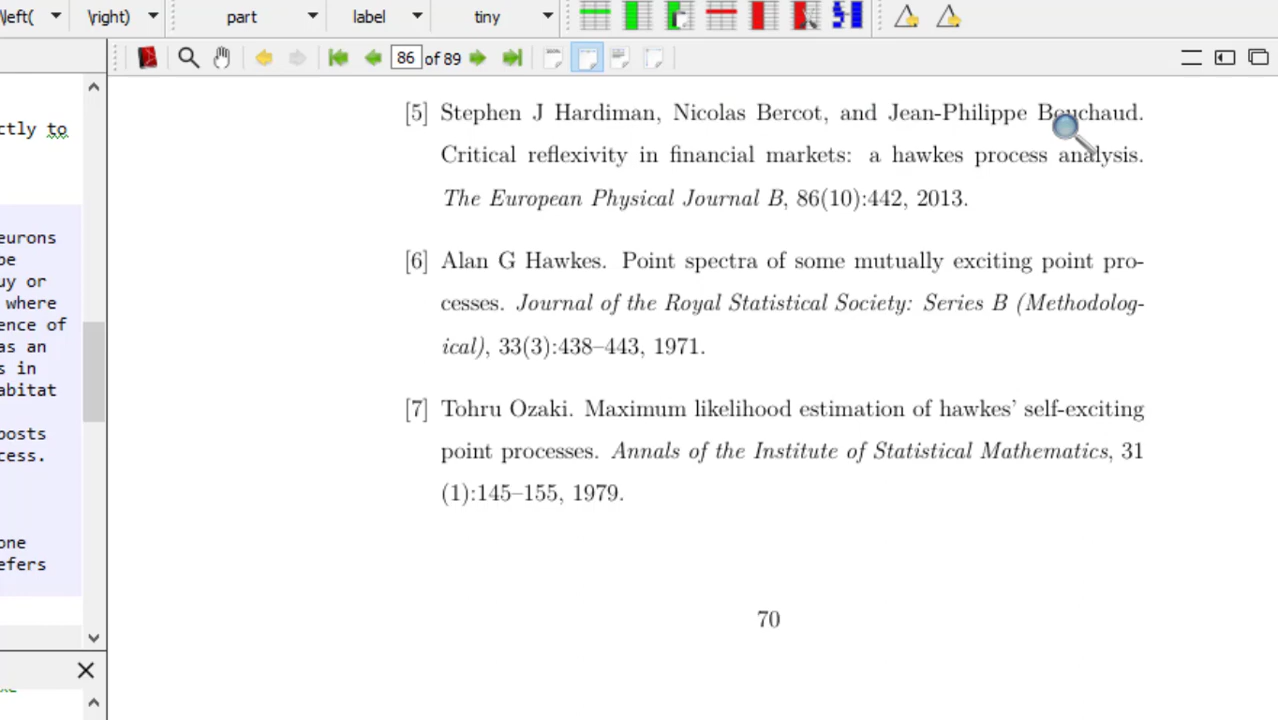 \left( \right) part label tiny
86 of 89
ctly to
eurons
be
uy or
where
ence of
as an
s in
abitat
posts
cess.
one
efers
[5] Stephen J Hardiman, Nicolas Bercot, and Jean-Philippe Bouchaud.
Critical reflexivity in financial markets: a hawkes process analysis.
The European Physical Journal B, 86(10):442, 2013.
[6] Alan G Hawkes. Point spectra of some mutually exciting point pro-
cesses. Journal of the Royal Statistical Society: Series B (Methodolog-
ical), 33(3):438–443, 1971.
[7] Tohru Ozaki. Maximum likelihood estimation of hawkes' self-exciting
point processes. Annals of the Institute of Statistical Mathematics, 31
(1):145–155, 1979.
70